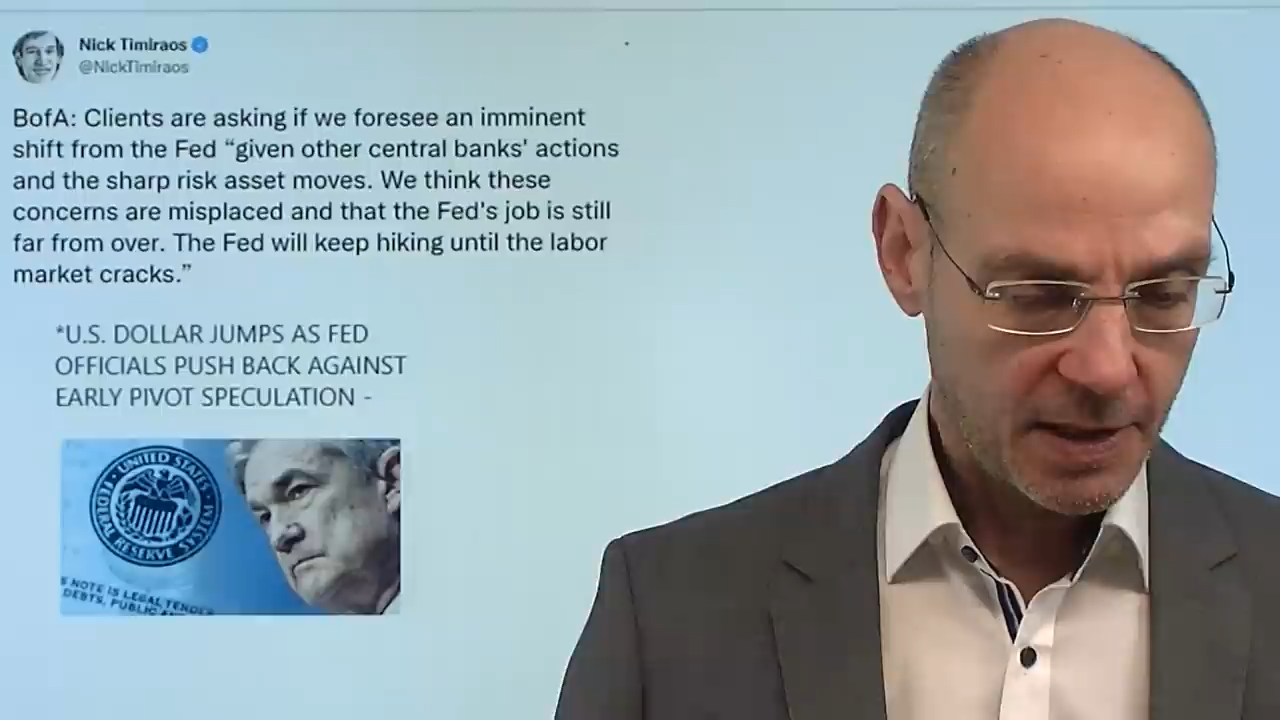 Nick Timiraos
@NickTimiraos
BofA: Clients are asking if we foresee an imminent
shift from the Fed “given other central banks' actions
and the sharp risk asset moves. We think these
concerns are misplaced and that the Fed's job is still
far from over. The Fed will keep hiking until the labor
market cracks.”
*U.S. DOLLAR JUMPS AS FED
OFFICIALS PUSH BACK AGAINST
EARLY PIVOT SPECULATION -
UNITED STATES
FEDERAL RESERVE SYSTEM
S NOTE IS LEGAL TENDER
DEBTS, PUBLIC